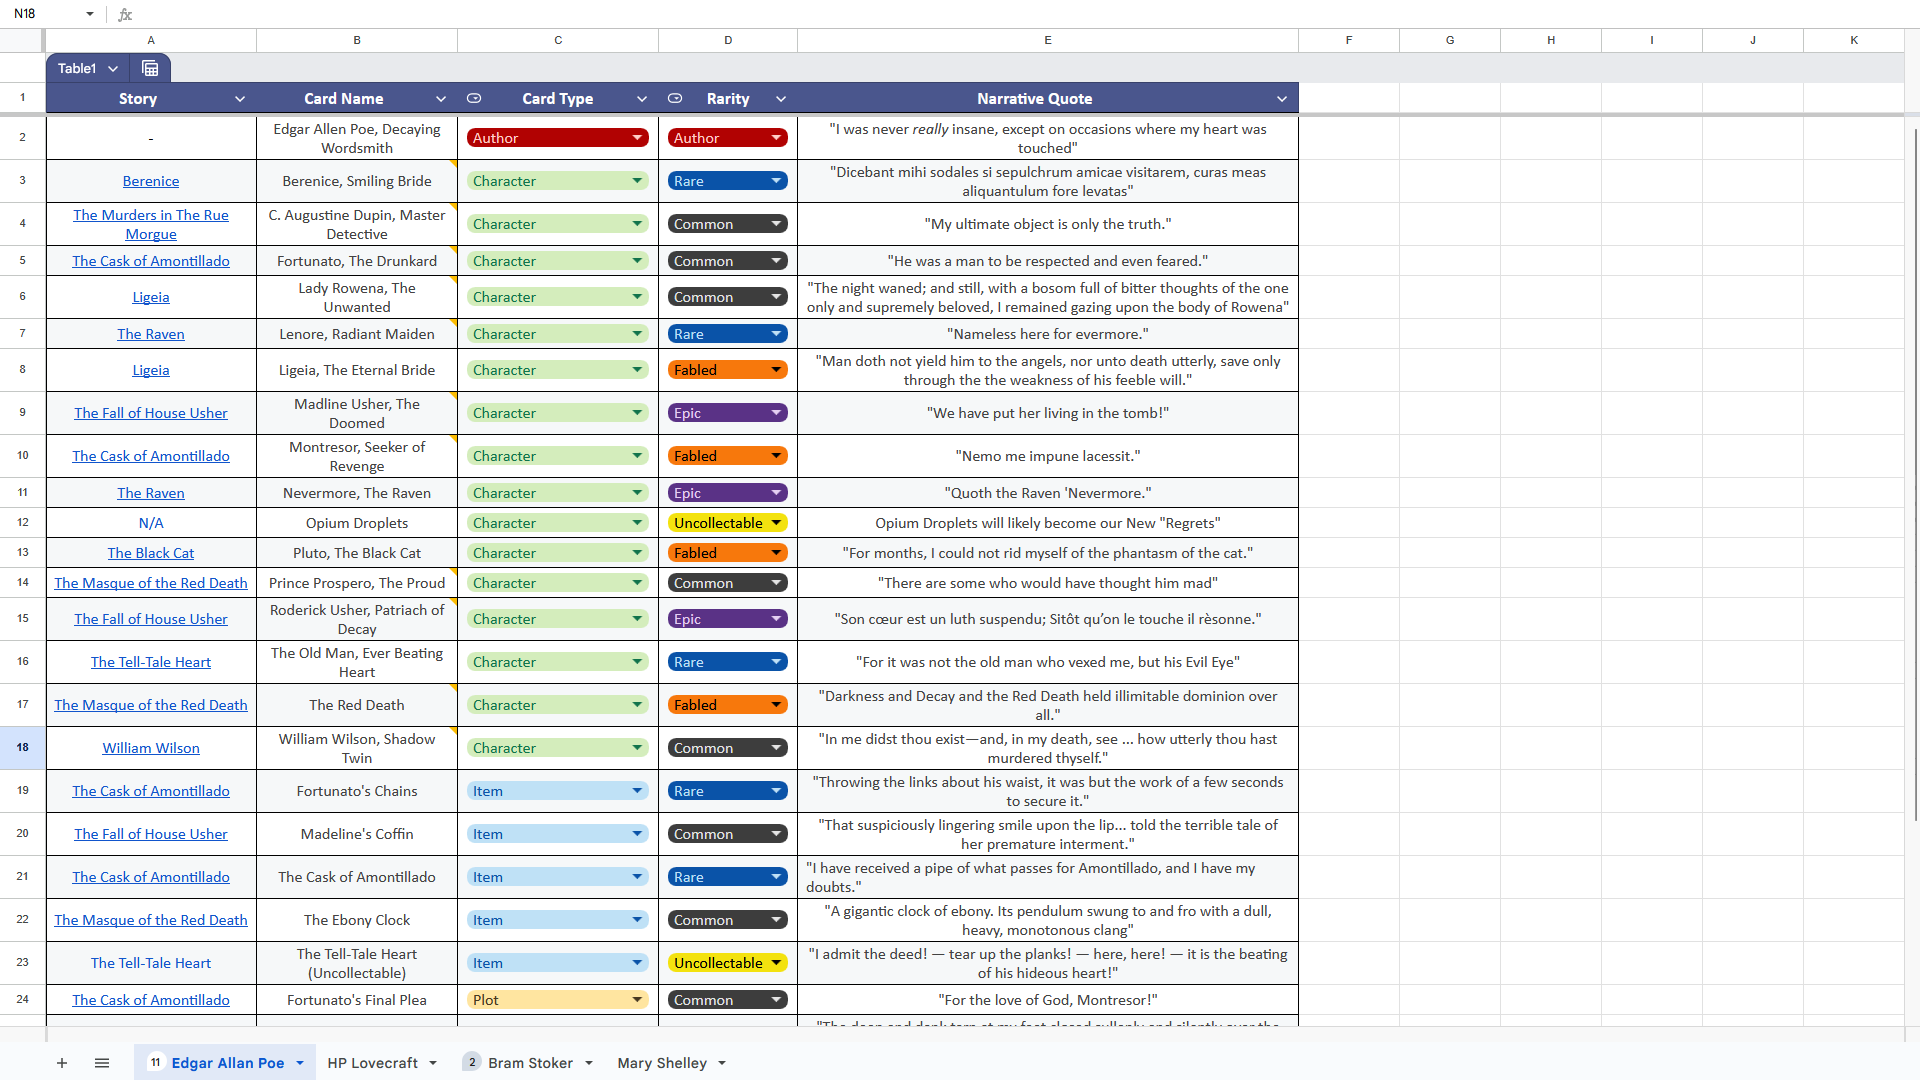 N18
fx
A B C D E F G H I J K
Table1
1 Story Card Name Card Type Rarity Narrative Quote
2 - Edgar Allen Poe, Decaying Wordsmith Author Author "I was never really insane, except on occasions where my heart was touched"
3 Berenice Berenice, Smiling Bride Character Rare "Dicebant mihi sodales si sepulchrum amicae visitarem, curas meas aliquantulum fore levatas"
4 The Murders in The Rue Morgue C. Augustine Dupin, Master Detective Character Common "My ultimate object is only the truth."
5 The Cask of Amontillado Fortunato, The Drunkard Character Common "He was a man to be respected and even feared."
6 Ligeia Lady Rowena, The Unwanted Character Common "The night waned; and still, with a bosom full of bitter thoughts of the one only and supremely beloved, I remained gazing upon the body of Rowena"
7 The Raven Lenore, Radiant Maiden Character Rare "Nameless here for evermore."
8 Ligeia Ligeia, The Eternal Bride Character Fabled "Man doth not yield him to the angels, nor unto death utterly, save only through the the weakness of his feeble will."
9 The Fall of House Usher Madline Usher, The Doomed Character Epic "We have put her living in the tomb!"
10 The Cask of Amontillado Montresor, Seeker of Revenge Character Fabled "Nemo me impune lacessit."
11 The Raven Nevermore, The Raven Character Epic "Quoth the Raven 'Nevermore."
12 N/A Opium Droplets Character Uncollectable Opium Droplets will likely become our New "Regrets"
13 The Black Cat Pluto, The Black Cat Character Fabled "For months, I could not rid myself of the phantasm of the cat."
14 The Masque of the Red Death Prince Prospero, The Proud Character Common "There are some who would have thought him mad"
15 The Fall of House Usher Roderick Usher, Patriach of Decay Character Epic "Son cœur est un luth suspendu; Sitôt qu’on le touche il rèsonne."
16 The Tell-Tale Heart The Old Man, Ever Beating Heart Character Rare "For it was not the old man who vexed me, but his Evil Eye"
17 The Masque of the Red Death The Red Death Character Fabled "Darkness and Decay and the Red Death held illimitable dominion over all."
18 William Wilson William Wilson, Shadow Twin Character Common "In me didst thou exist—and, in my death, see ... how utterly thou hast murdered thyself."
19 The Cask of Amontillado Fortunato's Chains Item Rare "Throwing the links about his waist, it was but the work of a few seconds to secure it."
20 The Fall of House Usher Madeline's Coffin Item Common "That suspiciously lingering smile upon the lip... told the terrible tale of her premature interment."
21 The Cask of Amontillado The Cask of Amontillado Item Rare "I have received a pipe of what passes for Amontillado, and I have my doubts."
22 The Masque of the Red Death The Ebony Clock Item Common "A gigantic clock of ebony. Its pendulum swung to and fro with a dull, heavy, monotonous clang"
23 The Tell-Tale Heart The Tell-Tale Heart (Uncollectable) Item Uncollectable "I admit the deed! — tear up the planks! — here, here! — it is the beating of his hideous heart!"
24 The Cask of Amontillado Fortunato's Final Plea Plot Common "For the love of God, Montresor!"
11 Edgar Allan Poe HP Lovecraft 2 Bram Stoker Mary Shelley